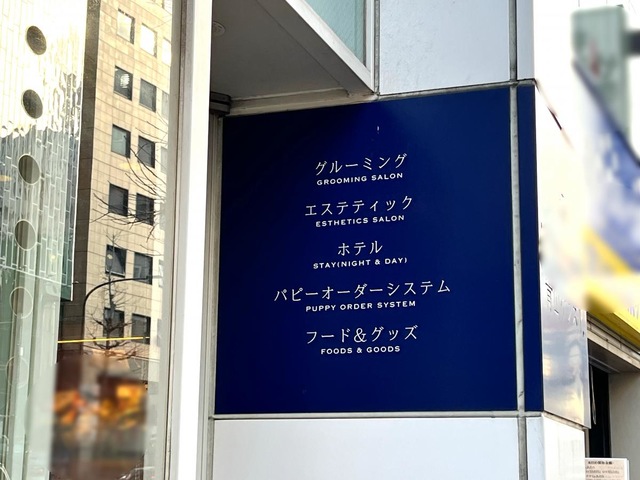 グルーミング
GROOMING SALON
エステティック
ESTHETICS SALON
ホテル
STAY(NIGHT & DAY)
パピーオーダーシステム
PUPPY ORDER SYSTEM
フード&グッズ
FOODS & GOODS